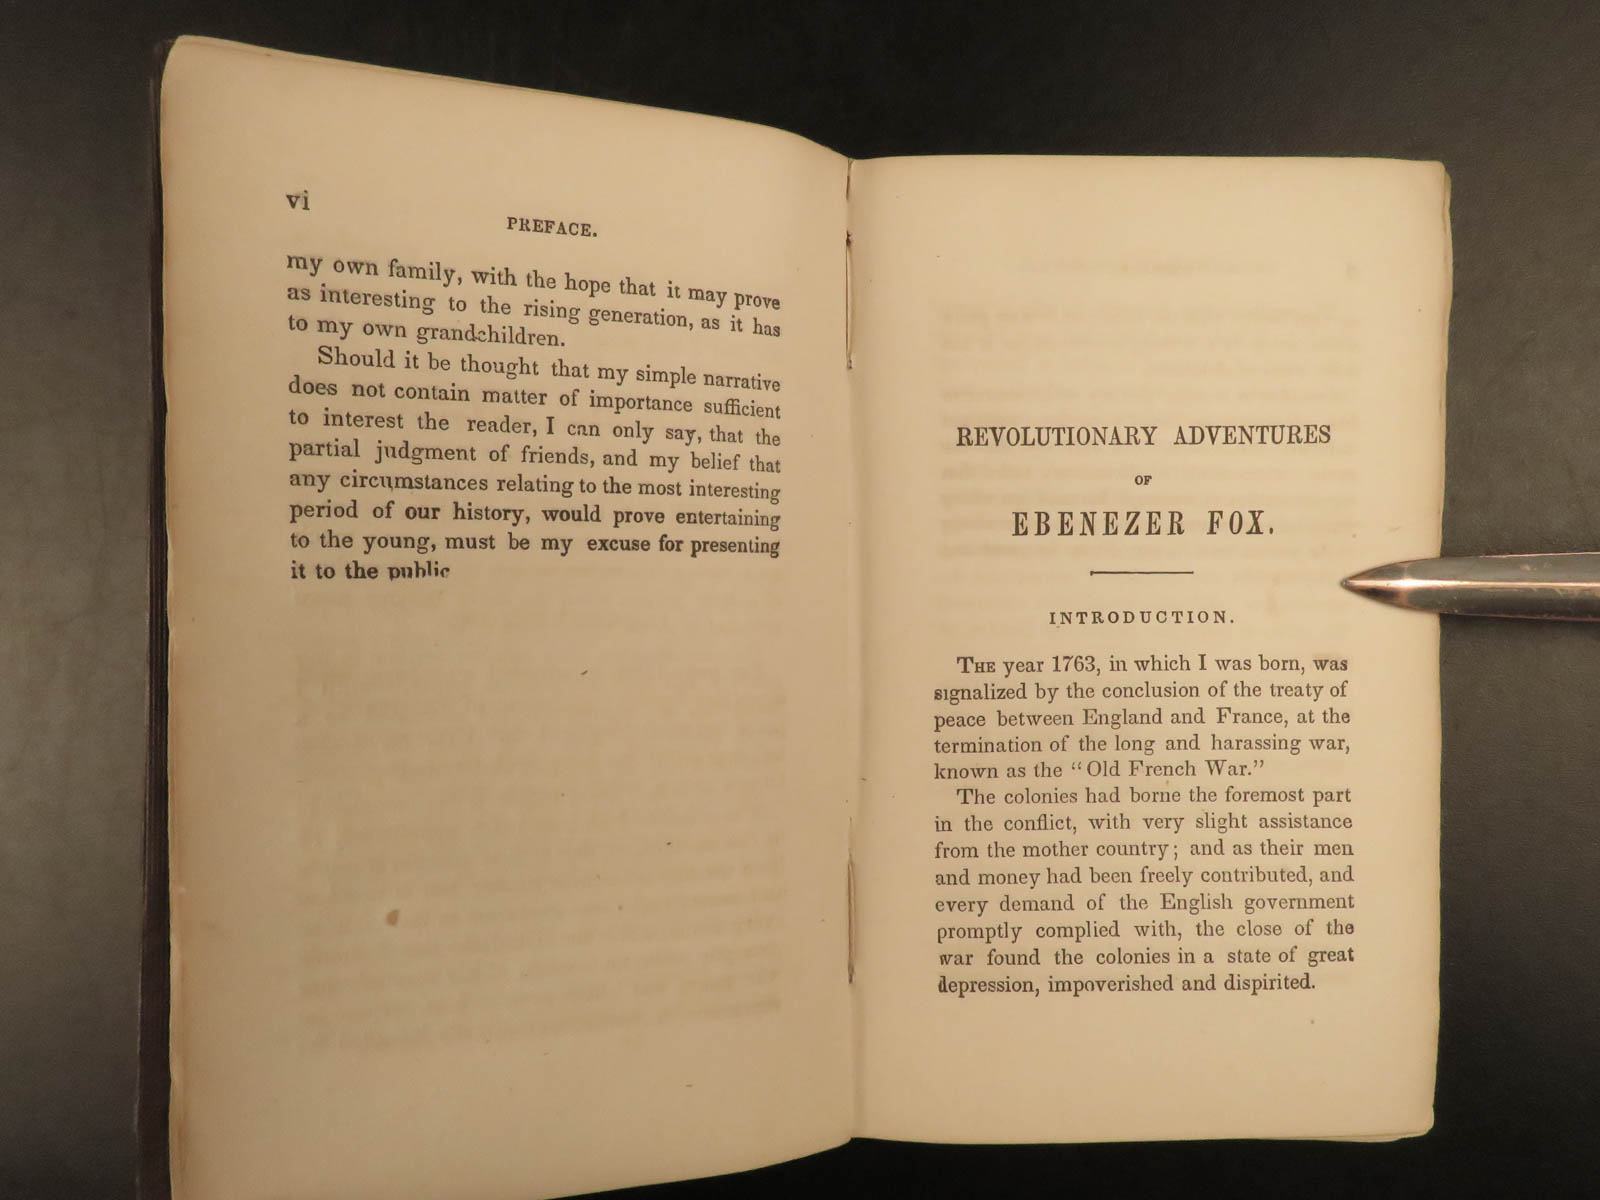 vi
PREFACE.
my own family, with the hope that it may prove
as interesting to the rising generation, as it has
to my own grandchildren.
Should it be thought that my simple narrative
does not contain matter of importance sufficient
to interest the reader, I can only say, that the
partial judgment of friends, and my belief that
any circumstances relating to the most interesting
period of our history, would prove entertaining
to the young, must be my excuse for presenting
it to the public
REVOLUTIONARY ADVENTURES
OF
EBENEZER FOX.
INTRODUCTION.
THE year 1763, in which I was born, was
signalized by the conclusion of the treaty of
peace between England and France, at the
termination of the long and harassing war,
known as the "Old French War."
The colonies had borne the foremost part
in the conflict, with very slight assistance
from the mother country; and as their men
and money had been freely contributed, and
every demand of the English government
promptly complied with, the close of the
war found the colonies in a state of great
depression, impoverished and dispirited.